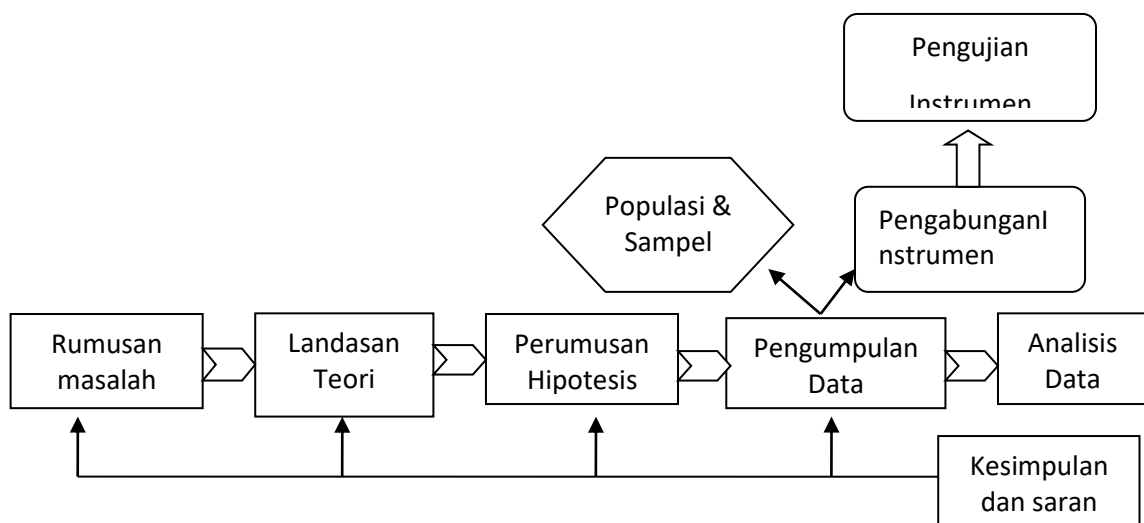 Pengujian
Instrumen
Populasi &
Sampel
PengabunganI
nstrumen
Rumusan
masalah
Landasan
Teori
Perumusan
Hipotesis
Pengumpulan
Data
Analisis
Data
Kesimpulan
dan saran